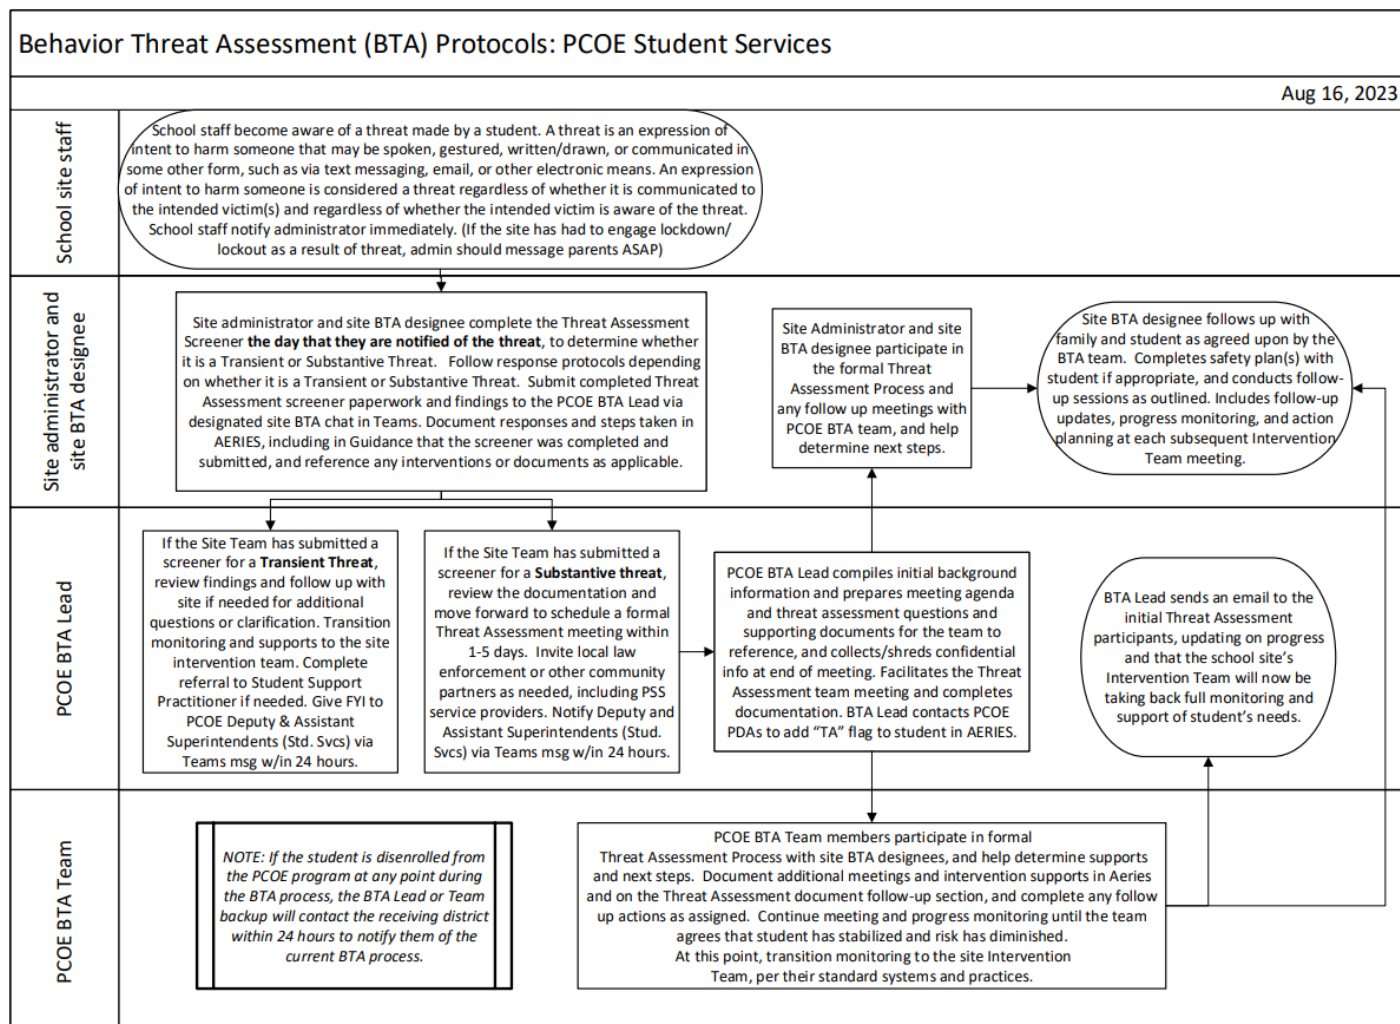 Behavior Threat Assessment (BTA) Protocols: PCOE Student Services
Aug 16, 2023
School site staff
School staff become aware of a threat made by a student. A threat is an expression of
intent to harm someone that may be spoken, gestured, written/drawn, or communicated in
some other form, such as via text messaging, email, or other electronic means. An expression
of intent to harm someone is considered a threat regardless of whether it is communicated to
the intended victim(s) and regardless of whether the intended victim is aware of the threat.
School staff notify administrator immediately. (If the site has had to engage lockdown/
lockout as a result of threat, admin should message parents ASAP)
Site administrator and
site BTA designee
Site administrator and site BTA designee complete the Threat Assessment
Screener the day that they are notified of the threat, to determine whether
it is a Transient or Substantive Threat. Follow response protocols depending
on whether it is a Transient or Substantive Threat. Submit completed Threat
Assessment screener paperwork and findings to the PCOE BTA Lead via
designated site BTA chat in Teams. Document responses and steps taken in
AERIES, including in Guidance that the screener was completed and
submitted, and reference any interventions or documents as applicable.
Site Administrator and site
BTA designee participate in
the formal Threat
Assessment Process and
any follow up meetings with
PCOE BTA team, and help
determine next steps.
Site BTA designee follows up with
family and student as agreed upon by the
BTA team. Completes safety plan(s) with
student if appropriate, and conducts follow-
up sessions as outlined. Includes follow-up
updates, progress monitoring, and action
planning at each subsequent Intervention
Team meeting.
PCOE BTA Lead
If the Site Team has submitted a
screener for a Transient Threat,
review findings and follow up with
site if needed for additional
questions or clarification. Transition
monitoring and supports to the site
intervention team. Complete
referral to Student Support
Practitioner if needed. Give FYI to
PCOE Deputy & Assistant
Superintendents (Std. Svcs) via
Teams msg w/in 24 hours.
If the Site Team has submitted a
screener for a Substantive threat,
review the documentation and
move forward to schedule a formal
Threat Assessment meeting within
1-5 days. Invite local law
enforcement or other community
partners as needed, including PSS
service providers. Notify Deputy and
Assistant Superintendents (Stud.
Svcs) via Teams msg w/in 24 hours.
PCOE BTA Lead compiles initial background
information and prepares meeting agenda
and threat assessment questions and
supporting documents for the team to
reference, and collects/shreds confidential
info at end of meeting. Facilitates the Threat
Assessment team meeting and completes
documentation. BTA Lead contacts PCOE
PDAs to add “TA” flag to student in AERIES.
BTA Lead sends an email to the
initial Threat Assessment
participants, updating on progress
and that the school site’s
Intervention Team will now be
taking back full monitoring and
support of student’s needs.
PCOE BTA Team
NOTE: If the student is disenrolled from
the PCOE program at any point during
the BTA process, the BTA Lead or Team
backup will contact the receiving district
within 24 hours to notify them of the
current BTA process.
PCOE BTA Team members participate in formal
Threat Assessment Process with site BTA designees, and help determine supports
and next steps. Document additional meetings and intervention supports in Aeries
and on the Threat Assessment document follow-up section, and complete any follow
up actions as assigned. Continue meeting and progress monitoring until the team
agrees that student has stabilized and risk has diminished.
At this point, transition monitoring to the site Intervention
Team, per their standard systems and practices.